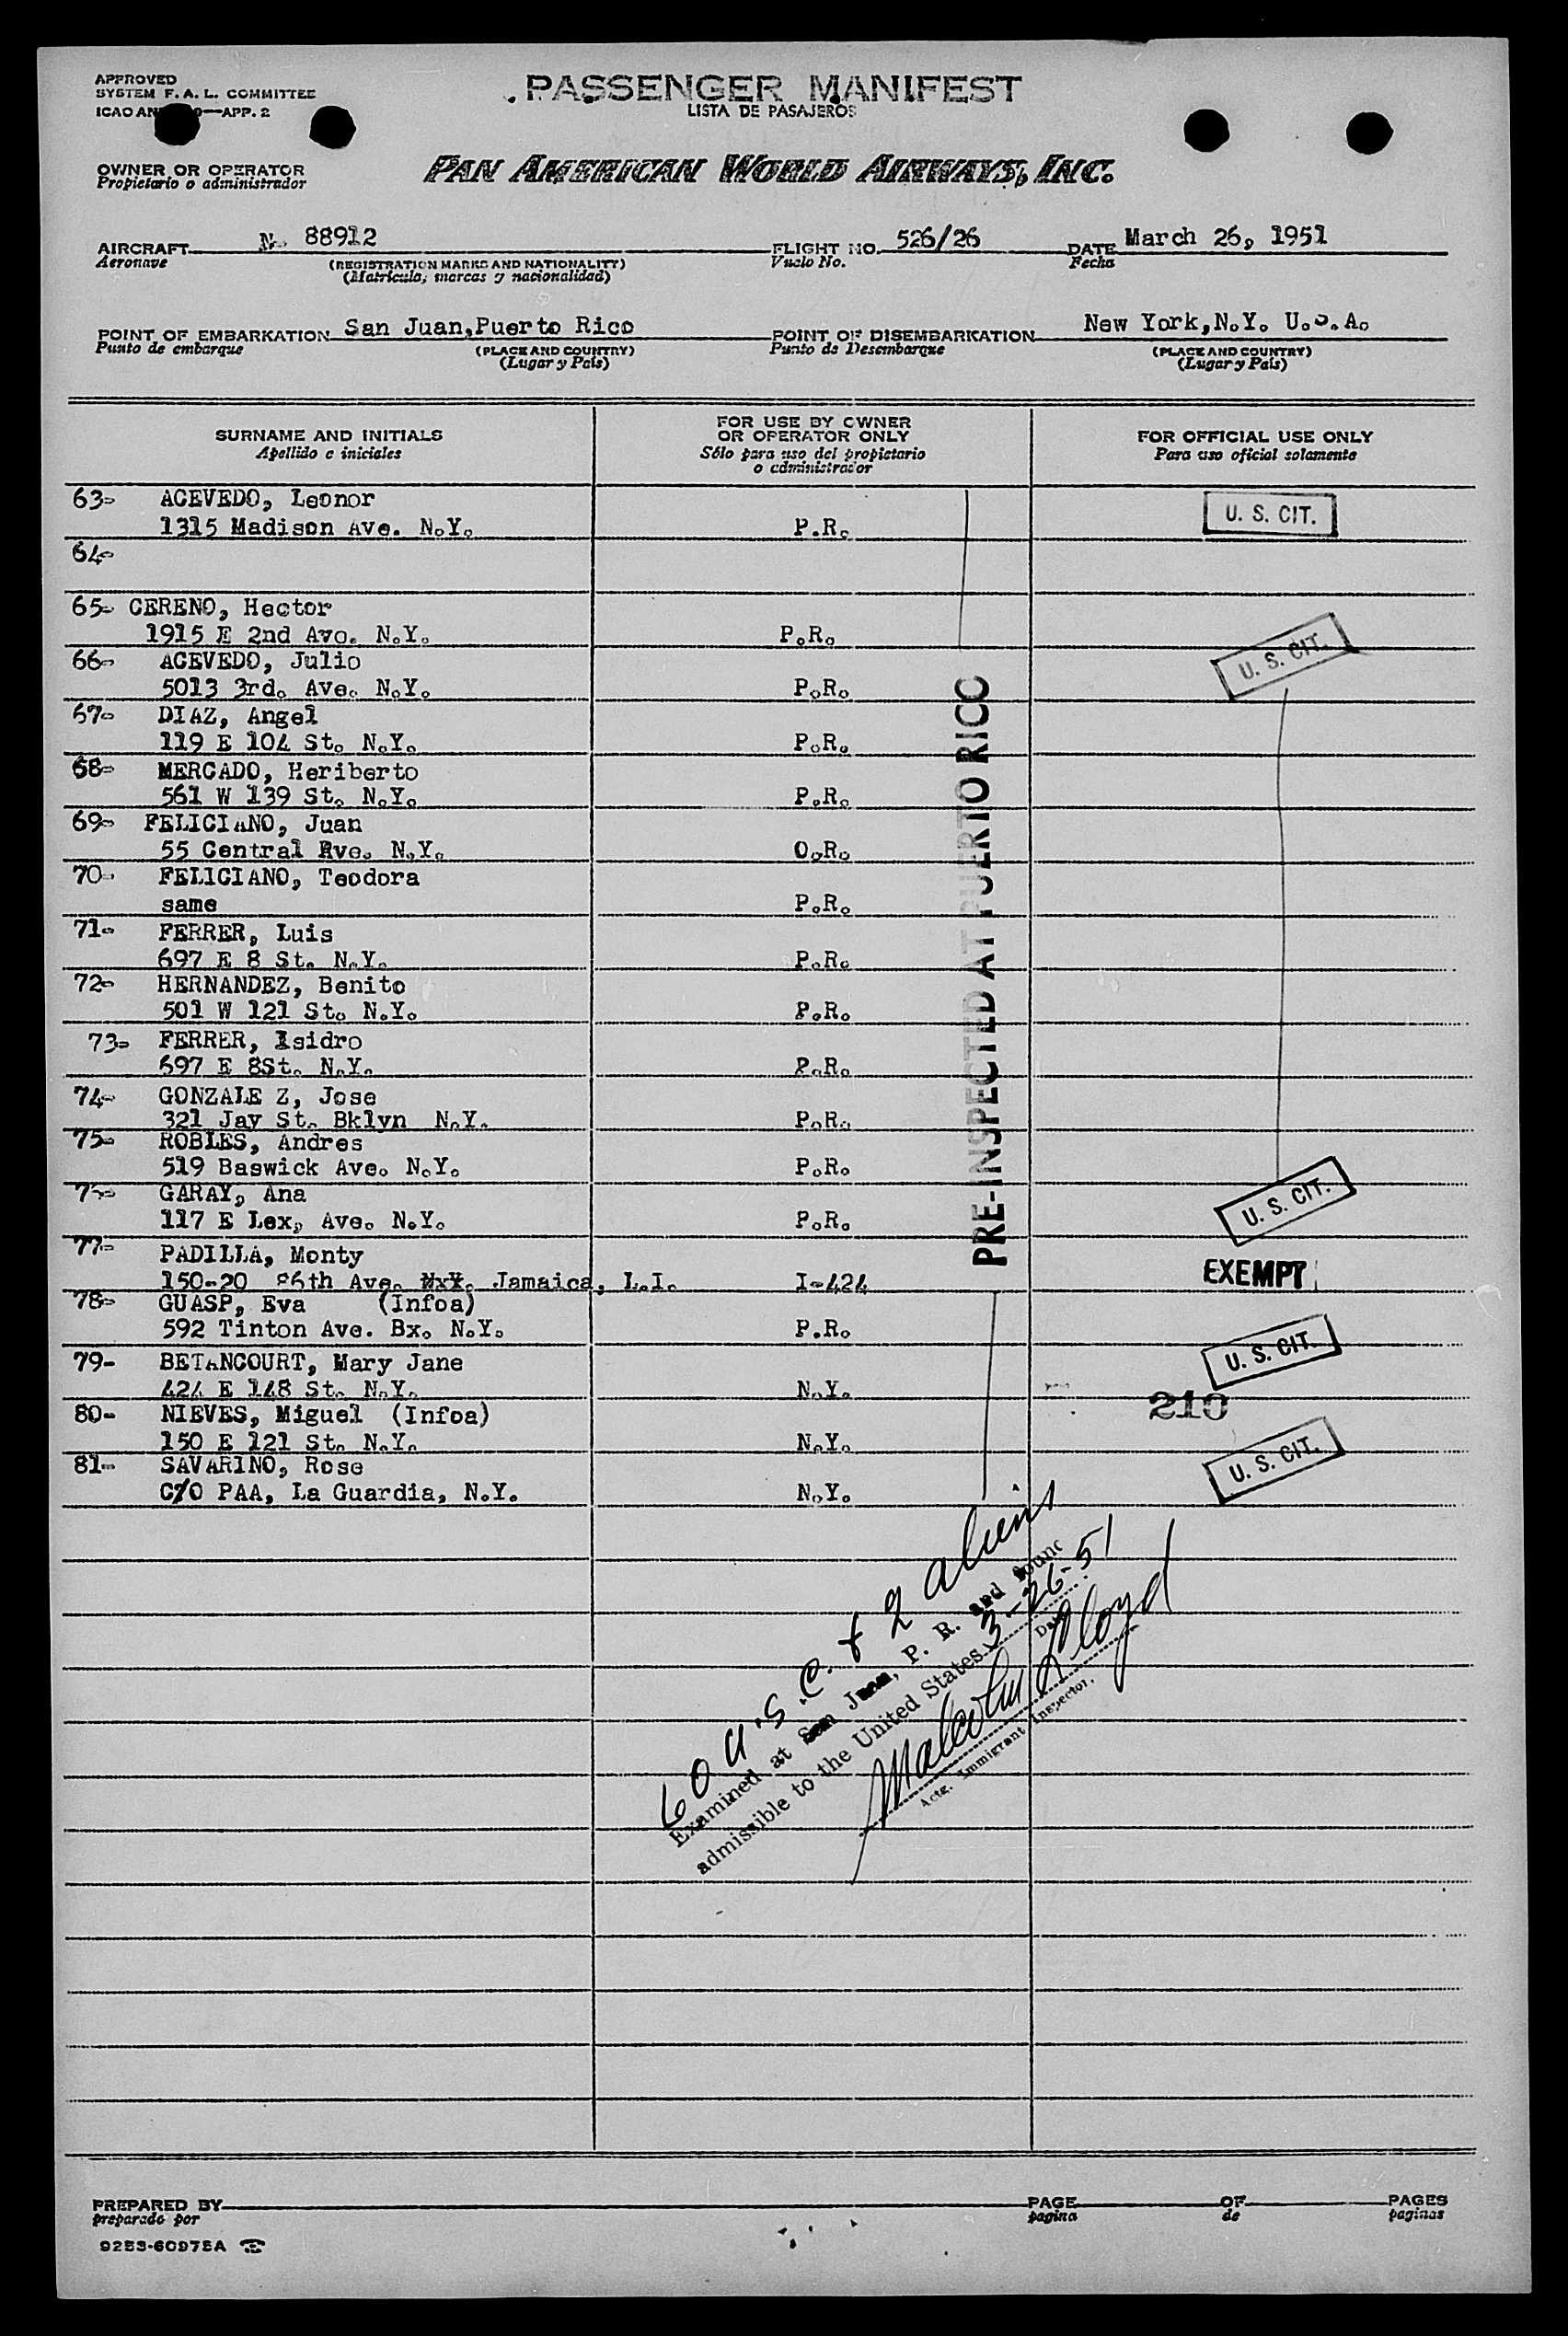 APPROVED
SYSTEM F. A. L. COMMITTEE
ICAO AN —APP. 2
PASSENGER MANIFEST
LISTA DE PASAJEROS
OWNER OR OPERATOR
Propietario o administrador
PAN AMERICAN WORLD AIRWAYS, INC.
AIRCRAFT N. 88912 FLIGHT NO. 526/26 DATE March 26, 1951
Aeronave (REGISTRATION MARKS AND NATIONALITY) Vuelo No. Fecha
(Matrícula, marcas y nacionalidad)
POINT OF EMBARKATION San Juan,Puerto Rico POINT OF DISEMBARKATION New York,N.Y. U.S.A.
Punto de embarque (PLACE AND COUNTRY) Punto de Desembarque (PLACE AND COUNTRY)
(Lugar y País) (Lugar y País)
SURNAME AND INITIALS FOR USE BY OWNER OR OPERATOR ONLY FOR OFFICIAL USE ONLY
Apellido e iniciales Sólo para uso del propietario o administrador Para uso oficial solamente
63- ACEVEDO, Leonor
1315 Madison Ave. N.Y. P.R. U. S. CIT.
64-
65- CERENO, Hector
1915 E 2nd Ave. N.Y. P.R. U. S. CIT.
66- ACEVEDO, Julio
5013 3rd. Ave. N.Y. P.R.
67- DIAZ, Angel
119 E 104 St. N.Y. P.R.
68- MERCADO, Heriberto
561 W 139 St. N.Y. P.R.
69- FELICIANO, Juan
55 Central Ave. N.Y. O.R.
70- FELICIANO, Teodora
same P.R.
71- FERRER, Luis
697 E 8 St. N.Y. P.R.
72- HERNANDEZ, Benito
501 W 121 St. N.Y. P.R.
73- FERRER, Isidro
697 E 8St. N.Y. P.R.
74- GONZALE Z, Jose
321 Jay St. Bklyn N.Y. P.R.
75- ROBLES, Andres
519 Baswick Ave. N.Y. P.R.
GARAY, Ana
117 E Lex, Ave. N.Y. P.R. U. S. CIT.
77- PADILLA, Monty
150-20 86th Ave. NxY. Jamaica, L.I. I-424 EXEMPT
78- GUASP, Eva (Infoa)
592 Tinton Ave. Bx. N.Y. P.R. U. S. CIT.
79- BETANCOURT, Mary Jane
424 E 148 St. N.Y. N.Y.
210
80- NIEVES, Miguel (Infoa)
150 E 121 St. N.Y. N.Y.
81- SAVARINO, Rose
C/O PAA, La Guardia, N.Y. N.Y. U. S. CIT.
PRE-INSPECTED AT PUERTO RICO
60 U.S.C. & 2 aliens
Examined at San Juan, P. R. and found
admissible to the United States 3-26-51
Date
Malcolm L Lloyd
Actg. Immigrant Inspector.
PREPARED BY PAGE OF PAGES
preparado por pagina de paginas
9253-60975A